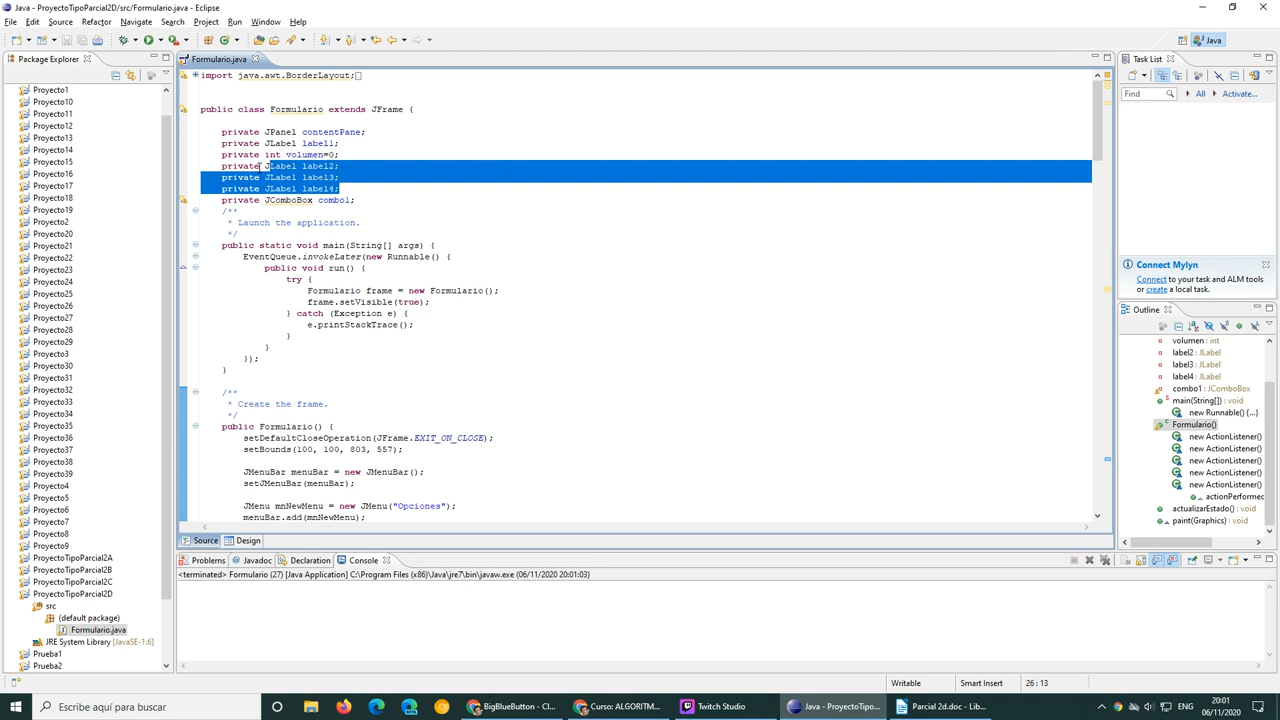 Java - ProyectoTipoParcial2D/src/Formulario.java - Eclipse
File Edit Source Refactor Navigate Search Project Run Window Help
Java
Package Explorer
Proyecto1
Proyecto10
Proyecto11
Proyecto12
Proyecto13
Proyecto14
Proyecto15
Proyecto16
Proyecto17
Proyecto18
Proyecto19
Proyecto2
Proyecto20
Proyecto21
Proyecto22
Proyecto23
Proyecto24
Proyecto25
Proyecto26
Proyecto27
Proyecto28
Proyecto29
Proyecto3
Proyecto30
Proyecto31
Proyecto32
Proyecto33
Proyecto34
Proyecto35
Proyecto36
Proyecto37
Proyecto38
Proyecto39
Proyecto4
Proyecto5
Proyecto6
Proyecto7
Proyecto8
Proyecto9
ProyectoTipoParcial2A
ProyectoTipoParcial2B
ProyectoTipoParcial2C
ProyectoTipoParcial2D
src
(default package)
Formulario.java
JRE System Library [JavaSE-1.6]
Prueba1
Prueba2
Formulario.java
import java.awt.BorderLayout;
public class Formulario extends JFrame {
private JPanel contentPane;
private JLabel label1;
private int volumen=0;
private JLabel label2;
private JLabel label3;
private JLabel label4;
private JComboBox combo1;
/**
* Launch the application.
*/
public static void main(String[] args) {
EventQueue.invokeLater(new Runnable() {
public void run() {
try {
Formulario frame = new Formulario();
frame.setVisible(true);
} catch (Exception e) {
e.printStackTrace();
}
}
});
}
/**
* Create the frame.
*/
public Formulario() {
setDefaultCloseOperation(JFrame.EXIT_ON_CLOSE);
setBounds(100, 100, 803, 557);
JMenuBar menuBar = new JMenuBar();
setJMenuBar(menuBar);
JMenu mnNewMenu = new JMenu("Opciones");
menuBar.add(mnNewMenu);
Source Design
Problems Javadoc Declaration Console
<terminated> Formulario (27) [Java Application] C:\Program Files (x86)\Java\jre7\bin\javaw.exe (06/11/2020 20:01:03)
Task List
Find All Activate...
Connect Mylyn
Connect to your task and ALM tools
or create a local task.
Outline
volumen : int
label2 : JLabel
label3 : JLabel
label4 : JLabel
combo1 : JComboBox
main(String[]) : void
new Runnable() {...}
Formulario()
new ActionListener()
new ActionListener()
new ActionListener()
new ActionListener()
new ActionListener()
actionPerformed
actualizarEstado() : void
paint(Graphics) : void
Writable Smart Insert 26 : 13
Escribe aquí para buscar
BigBlueButton - Cl...
Curso: ALGORITM...
Twitch Studio
Java - ProyectoTipo...
Parcial 2d.doc - Lib...
20:01
06/11/2020